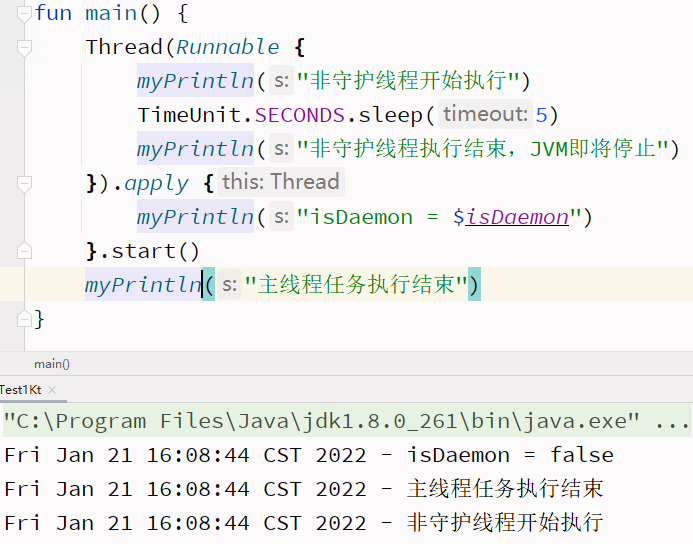 fun main() {
Thread(Runnable {
myPrintln( s: "非守护线程开始执行")
TimeUnit.SECONDS.sleep( timeout: 5)
myPrintln( s: "非守护线程执行结束，JVM即将停止")
}).apply { this: Thread
myPrintln( s: "isDaemon = $isDaemon")
}.start()
myPrintln( s: "主线程任务执行结束")
}
main()
Test1Kt ×
"C:\Program Files\Java\jdk1.8.0_261\bin\java.exe" ...
Fri Jan 21 16:08:44 CST 2022 - isDaemon = false
Fri Jan 21 16:08:44 CST 2022 - 主线程任务执行结束
Fri Jan 21 16:08:44 CST 2022 - 非守护线程开始执行